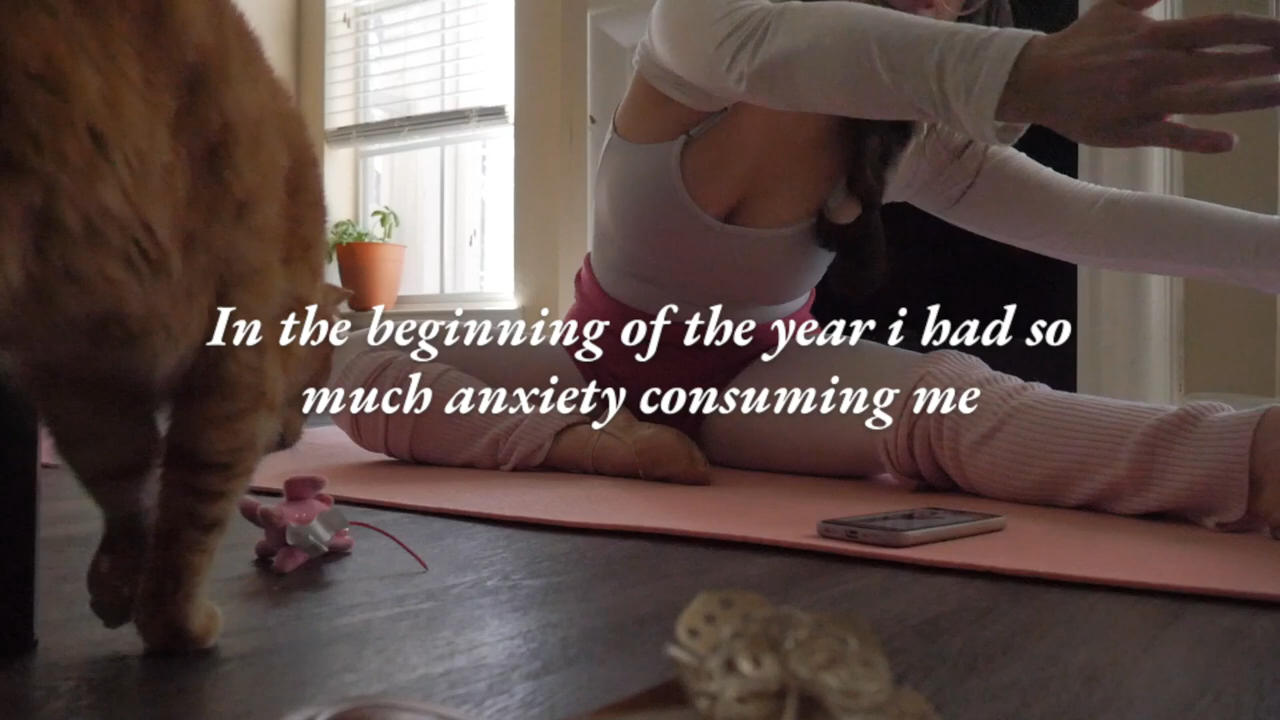 In the beginning of the year i had so
much anxiety consuming me